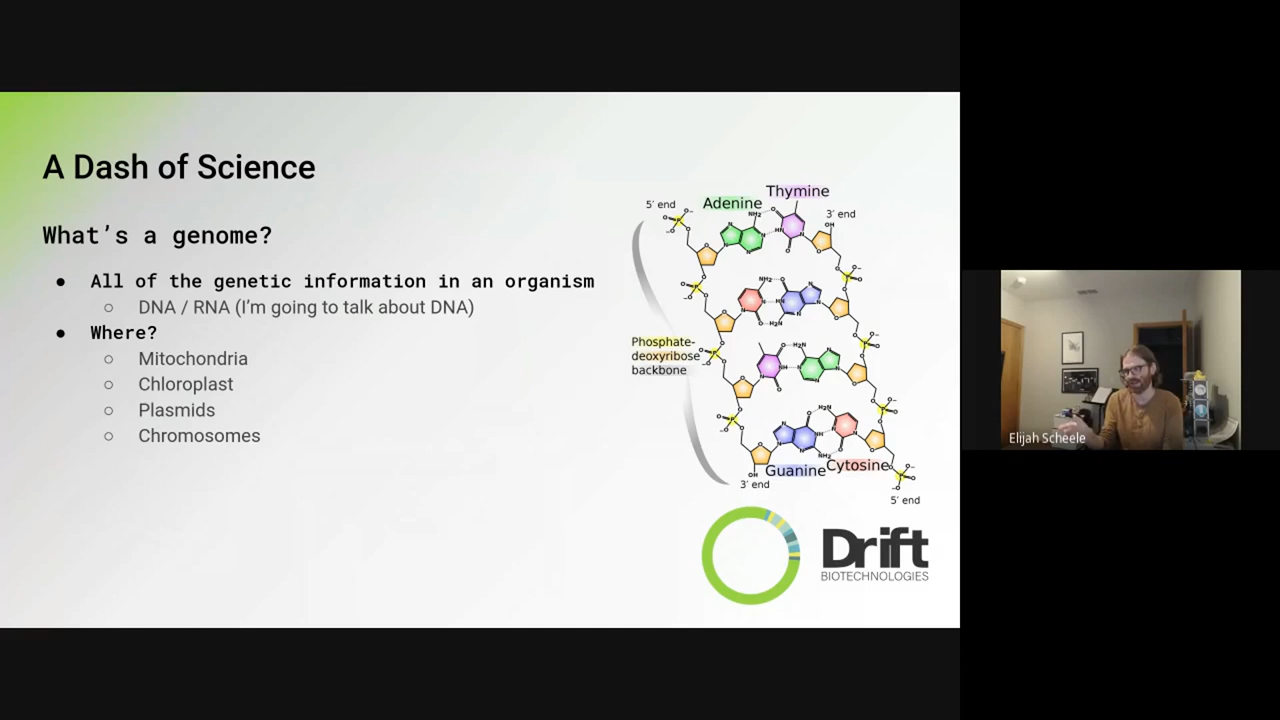 A Dash of Science
What's a genome?
● All of the genetic information in an organism
○ DNA / RNA (I'm going to talk about DNA)
● Where?
○ Mitochondria
○ Chloroplast
○ Plasmids
○ Chromosomes
Thymine
Adenine
5′ end
3′ end
Phosphate-
deoxyribose
backbone
Guanine
Cytosine
3′ end
5′ end
Drift
BIOTECHNOLOGIES
Elijah Scheele